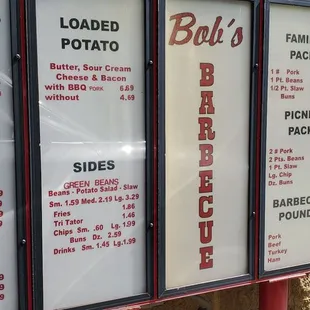 LOADED
POTATO
Butter, Sour Cream
Cheese & Bacon
with BBQ PORK 6.69
without 4.69
SIDES
GREEN BEANS
Beans - Potato Salad - Slaw
Sm. 1.59 Med. 2.19 Lg. 3.29
Fries 1.86
Tri Tator 1.46
Chips Sm. .60 Lg. 1.99
Buns Dz. 2.59
Drinks Sm. 1.45 Lg. 1.99
Bob's
BARBECUE
FAMI
PACK
1 # Pork
1 Pt. Beans
1/2 Pt. Slaw
Buns
PICNI
PACK
2 # Pork
2 Pts. Beans
1 Pt. Slaw
Lg. Chip
Dz. Buns
BARBEC
POUND
Pork
Beef
Turkey
Ham